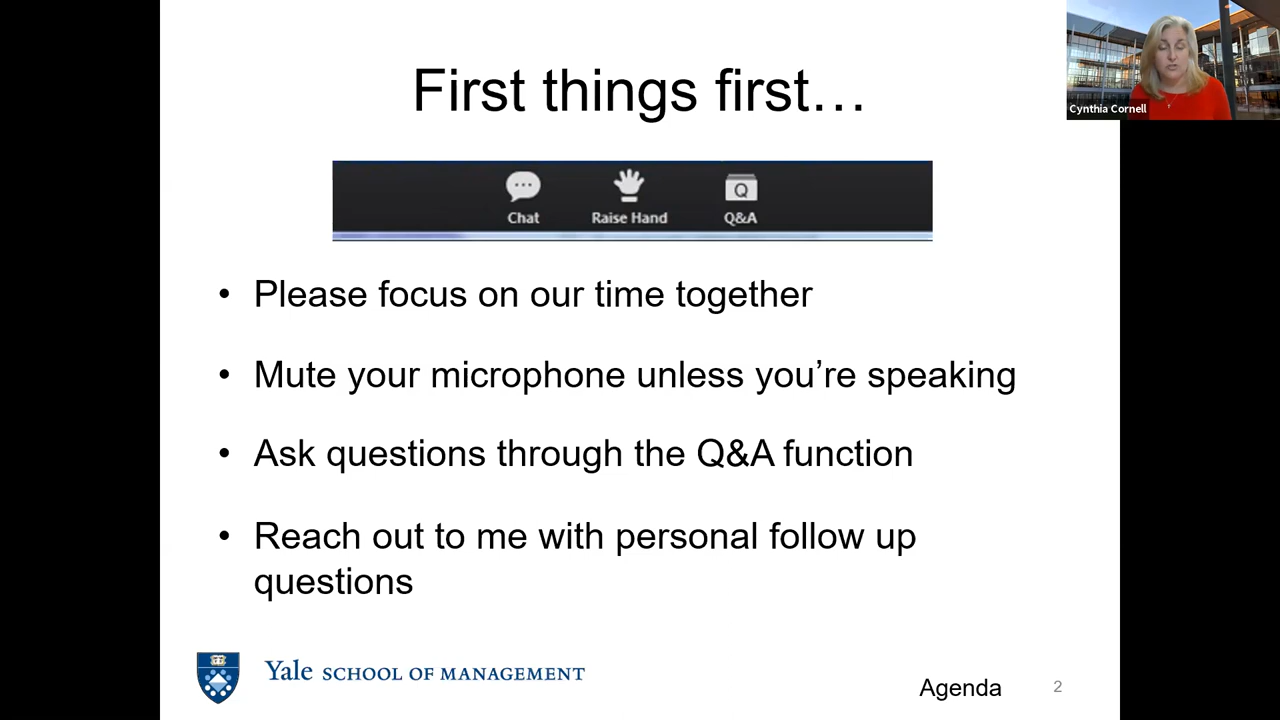 First things first…
Cynthia Cornell
Chat Raise Hand Q&A
• Please focus on our time together
• Mute your microphone unless you’re speaking
• Ask questions through the Q&A function
• Reach out to me with personal follow up
questions
Yale SCHOOL OF MANAGEMENT
Agenda 2